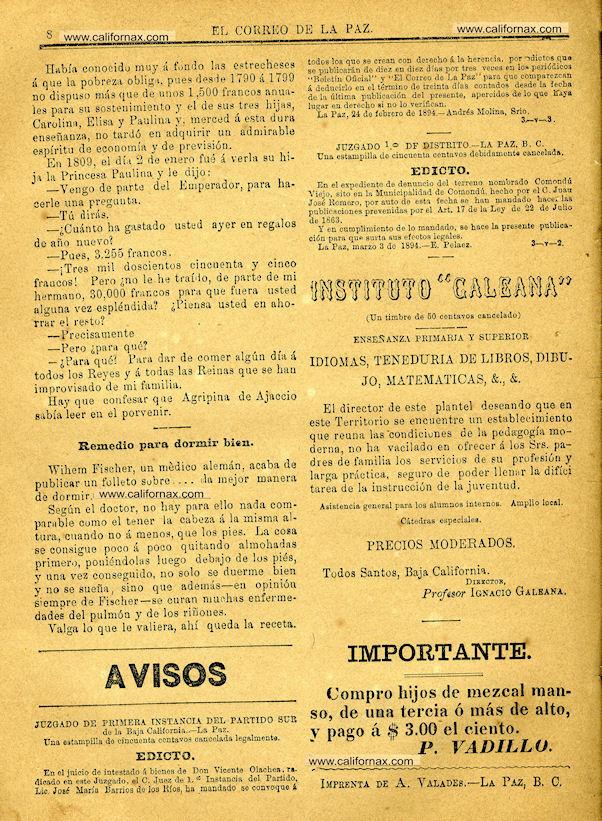 8
EL CORREO DE LA PAZ.
www.californax.com
www.californax.com
Había conocido muy á fondo las estrecheses
á que la pobreza obliga, pues desde 1790 á 1799
no dispuso más que de unos 1,500 francos anua-
les para su sostenimiento y el de sus tres hijas,
Carolina, Elisa y Paulina y, merced á esta dura
enseñanza, no tardó en adquirir un admirable
espíritu de economía y de previsión.
En 1809, el día 2 de enero fué á verla su hi-
ja la Princesa Paulina y le dijo:
—Vengo de parte del Emperador, para ha-
cerle una pregunta.
—Tú dirás.
—¿Cuánto ha gastado usted ayer en regalos
de año nuevo?
—Pues, 3.255 francos.
—¡Tres mil doscientos cincuenta y cinco
francos! Pero ¿no le he traído, de parte de mi
hermano, 30,000 francos para que fuera usted
alguna vez espléndida? ¿Piensa usted en aho-
rrar el resto?
—Precisamente
—Pero ¿para qué?
—¿Para qué! Para dar de comer algún día á
todos los Reyes y á todas las Reinas que se han
improvisado de mi familia.
Hay que confesar que Agripina de Ajaccio
sabía leer en el porvenir.
Remedio para dormir bien.
Wihem Fischer, un mèdico alemán, acaba de
publicar un folleto sobre . . . . la mejor manera
de dormir.
www.californax.com
Según el doctor, no hay para ello nada com-
parable como el tener la cabeza á la misma al-
tura, cuando no á menos, que los pies. La cosa
se consigue poco á poco quitando almohadas
primero, poniéndolas luego debajo de los piés,
y una vez conseguido, no solo se duerme bien
y no se sueña, sino que además—en opinión
siempre de Fischer—se curan muchas enferme-
dades del pulmón y de los riñones.
Valga lo que le valiera, ahí queda la receta.
AVISOS
JUZGADO DE PRIMERA INSTANCIA DEL PARTIDO SUR
de la Baja California.—La Paz.
Una estampilla de cincuenta centavos cancelada legalmente.
EDICTO.
En el juicio de intestado á bienes de Don Vicente Olachea, ra-
dicado en este Juzgado, el C. Juez de 1.ª Instancia del Partido,
Lic. José María Barrios de los Ríos, ha mandado se convoque á
todos los que se crean con derecho á la herencia, por edictos que
se publicarán de diez en diez días por tres veces en los periódicos
"Boletin Oficial" y "El Correo de La Paz" para que comparezcan
á deducirlo en el término de treinta días contados desde la fecha
de la última publicación del presente, apercidos de lo que haya
lugar en derecho si no lo verifican.
La Paz, 24 de febrero de 1894.—Andrés Molina, Srio.
3.—v—3.
JUZGADO 1.º DE DISTRITO.—LA PAZ, B. C.
Una estampilla de cincuenta centavos debidamente cancelada.
EDICTO.
En el expediente de denuncio del terreno nombrado Comondú
Viejo, sito en la Municipalidad de Comondú, hecho por el C. Juan
José Romero, por auto de esta fecha se han mandado hacer las
publicaciones prevenidas por el Art. 17 de la Ley de 22 de Julio
de 1863.
Y en cumplimiento de lo mandado, se hace la presente publica-
ción para que surta sus efectos legales.
La Paz, marzo 3 de 1894.—E. Pelaez.
3—v—2.
INSTITUTO "GALEANA"
(Un timbre de 50 centavos cancelado)
ENSEÑANZA PRIMARIA Y SUPERIOR
IDIOMAS, TENEDURIA DE LIBROS, DIBU-
JO, MATEMATICAS, &., &.
El director de este plantel deseando que en
este Territorio se encuentre un establecimiento
que reuna las condiciones de la pedagogía mo-
derna, no ha vacilado en ofrecer á los Srs. pa-
dres de familia los servicios de su profesión y
larga práctica, seguro de poder llenar la difíci
tarea de la instrucción de la juventud.
Asistencia general para los alumnos internos. Amplio local.
Cátedras especiales.
PRECIOS MODERADOS.
Todos Santos, Baja California.
DIRECTOR,
Profesor IGNACIO GALEANA.
IMPORTANTE.
Compro hijos de mezcal man-
so, de una tercia ó más de alto,
y pago á $ 3.00 el ciento.
P. VADILLO.
www.californax.com
IMPRENTA DE A. VALADES.—LA PAZ, B. C.